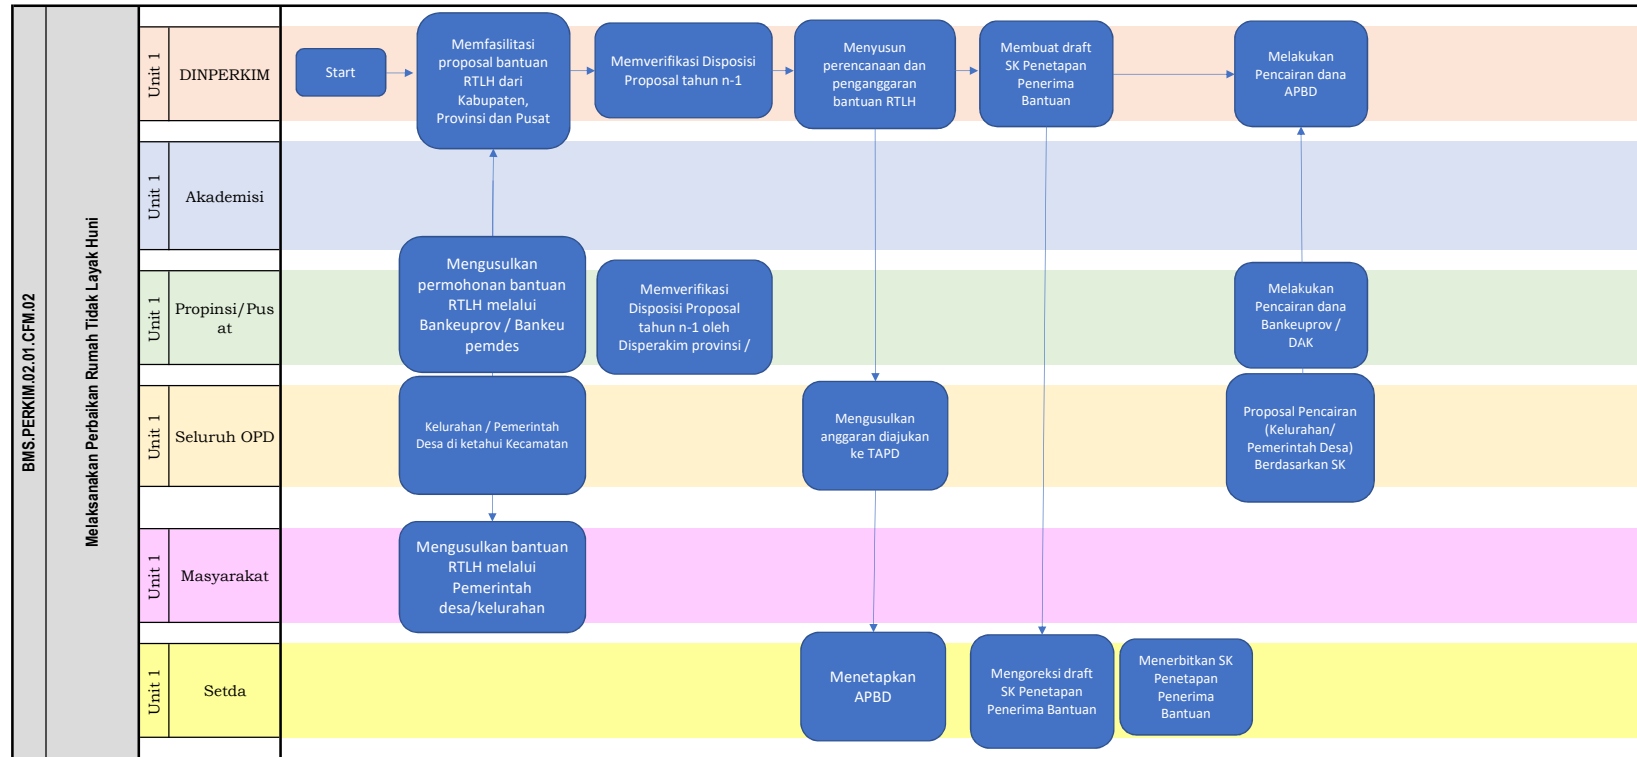 BMS.PERKIM.02.01.CFM.02
Melaksanakan Perbaikan Rumah Tidak Layak Huni
Unit 1
DINPERKIM
Start
Memfasilitasi
proposal bantuan
RTLH dari
Kabupaten,
Provinsi dan Pusat
Memverifikasi Disposisi
Proposal tahun n-1
Menyusun
perencanaan dan
penganggaran
bantuan RTLH
Membuat draft
SK Penetapan
Penerima
Bantuan
Melakukan
Pencairan dana
APBD
Unit 1
Akademisi
Unit 1
Propinsi/Pus
at
Mengusulkan
permohonan bantuan
RTLH melalui
Bankeuprov / Bankeu
pemdes
Memverifikasi
Disposisi Proposal
tahun n-1 oleh
Disperakim provinsi /
Melakukan
Pencairan dana
Bankeuprov /
DAK
Unit 1
Seluruh OPD
Kelurahan / Pemerintah
Desa di ketahui Kecamatan
Mengusulkan
anggaran diajukan
ke TAPD
Proposal Pencairan
(Kelurahan/
Pemerintah Desa)
Berdasarkan SK
Unit 1
Masyarakat
Mengusulkan bantuan
RTLH melalui
Pemerintah
desa/kelurahan
Unit 1
Setda
Menetapkan
APBD
Mengoreksi draft
SK Penetapan
Penerima Bantuan
Menerbitkan SK
Penetapan
Penerima
Bantuan